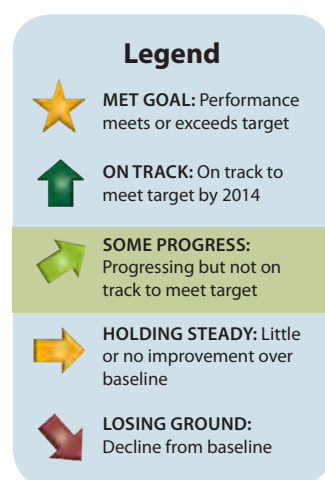 Legend
MET GOAL: Performance
meets or exceeds target
ON TRACK: On track to
meet target by 2014
SOME PROGRESS:
Progressing but not on
track to meet target
HOLDING STEADY: Little
or no improvement over
baseline
LOSING GROUND:
Decline from baseline